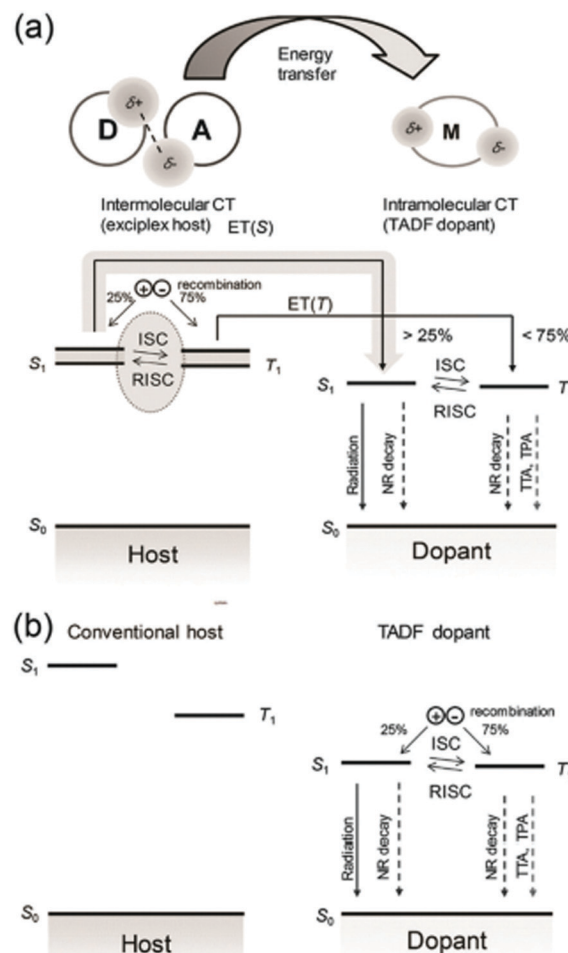 (a)
Energy
transfer
δ+
D
A
δ-
δ+
M
δ-
Intermolecular CT
(exciplex host)
ET(S)
Intramolecular CT
(TADF dopant)
25%
+ -
recombination
75%
ET(T)
> 25%
< 75%
S1
ISC
RISC
T1
S1
ISC
RISC
T
Radiation
NR decay
NR decay
TTA, TPA
S0
Host
S0
Dopant
(b)
Conventional host
TADF dopant
S1
T1
+ -
recombination
25%
75%
ISC
S1
T
RISC
Radiation
NR decay
NR decay
TTA, TPA
S0
Host
S0
Dopant